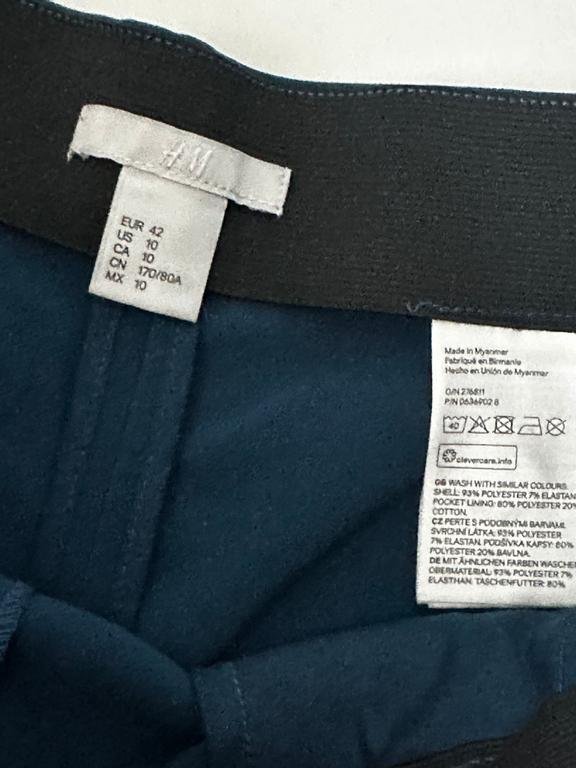 H&M
EUR 42
US 10
CA 10
CN 170/80A
MX 10
Made in Myanmar
Fabriqué en Birmanie
Hecho en Unión de Myanmar
O/N 276811
P/N 0636902 8
40
clevercare.info
GB WASH WITH SIMILAR COLOURS.
SHELL: 93% POLYESTER 7% ELASTAN
POCKET LINING: 80% POLYESTER 20%
COTTON.
CZ PERTE S PODOBNÝMI BARVAMI.
SVRCHNÍ LÁTKA: 93% POLYESTER
7% ELASTAN. PODŠÍVKA KAPSY: 80%
POLYESTER 20% BAVLNA.
DE MIT ÄHNLICHEN FARBEN WASCHE
OBERMATERIAL: 93% POLYESTER 7%
ELASTHAN. TASCHENFUTTER: 80%